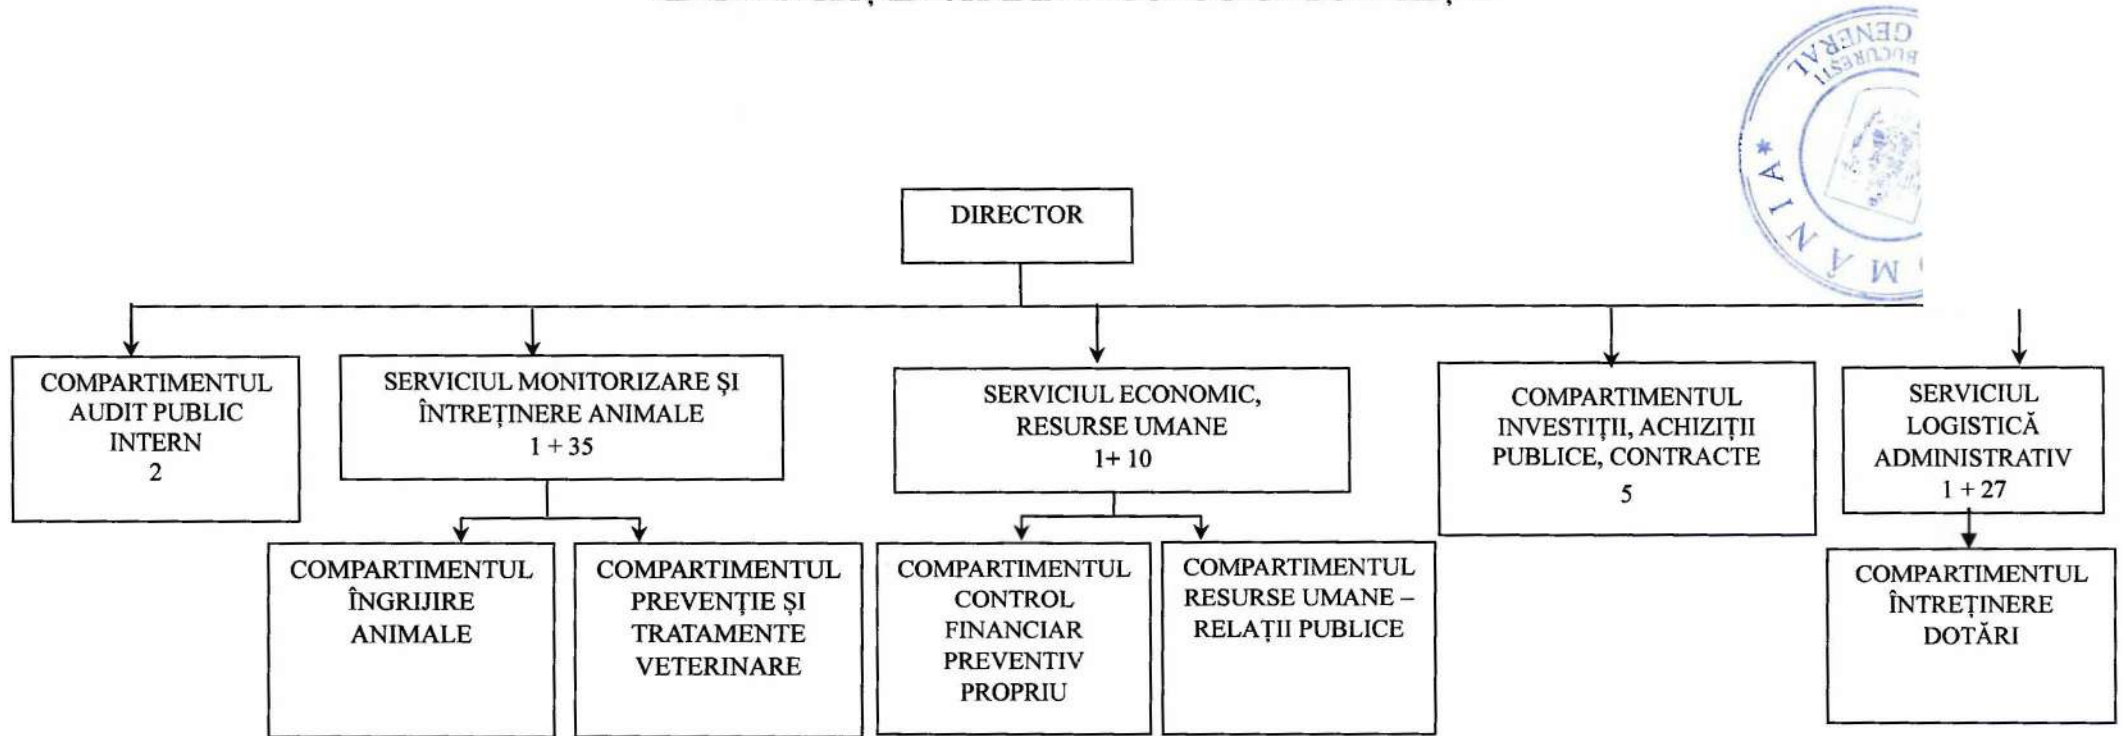 GENERAL
BUCUREȘTI
MÂNIA*
DIRECTOR
COMPARTIMENTUL
AUDIT PUBLIC
INTERN
2
SERVICIUL MONITORIZARE ȘI
ÎNTREȚINERE ANIMALE
1 + 35
SERVICIUL ECONOMIC,
RESURSE UMANE
1+ 10
COMPARTIMENTUL
INVESTIȚII, ACHIZIȚII
PUBLICE, CONTRACTE
5
SERVICIUL
LOGISTICĂ
ADMINISTRATIV
1 + 27
COMPARTIMENTUL
ÎNGRIJIRE
ANIMALE
COMPARTIMENTUL
PREVENȚIE ȘI
TRATAMENTE
VETERINARE
COMPARTIMENTUL
CONTROL
FINANCIAR
PREVENTIV
PROPRIU
COMPARTIMENTUL
RESURSE UMANE –
RELAȚII PUBLICE
COMPARTIMENTUL
ÎNTREȚINERE
DOTĂRI